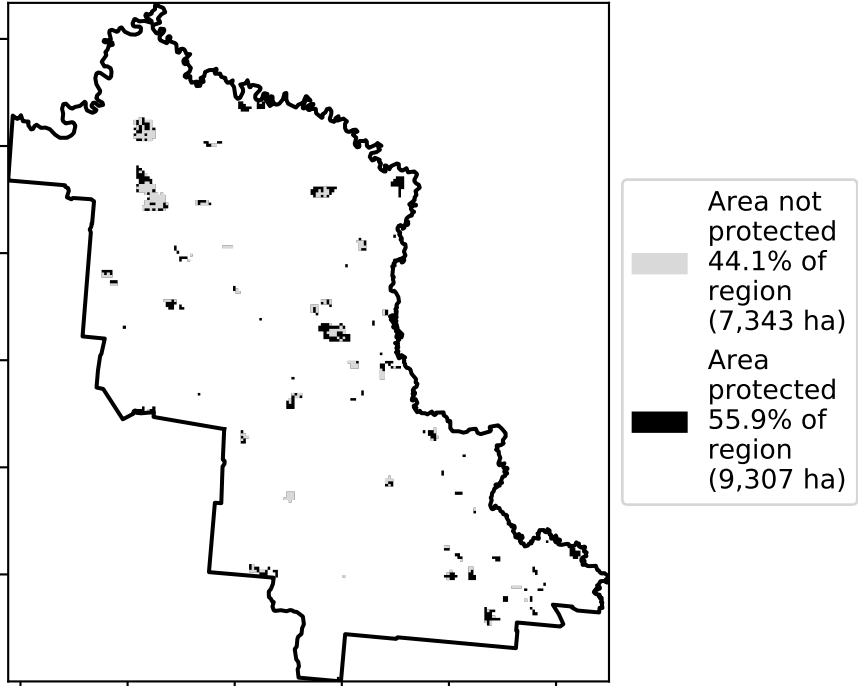 Area not
protected
44.1% of
region
(7,343 ha)
Area
protected
55.9% of
region
(9,307 ha)